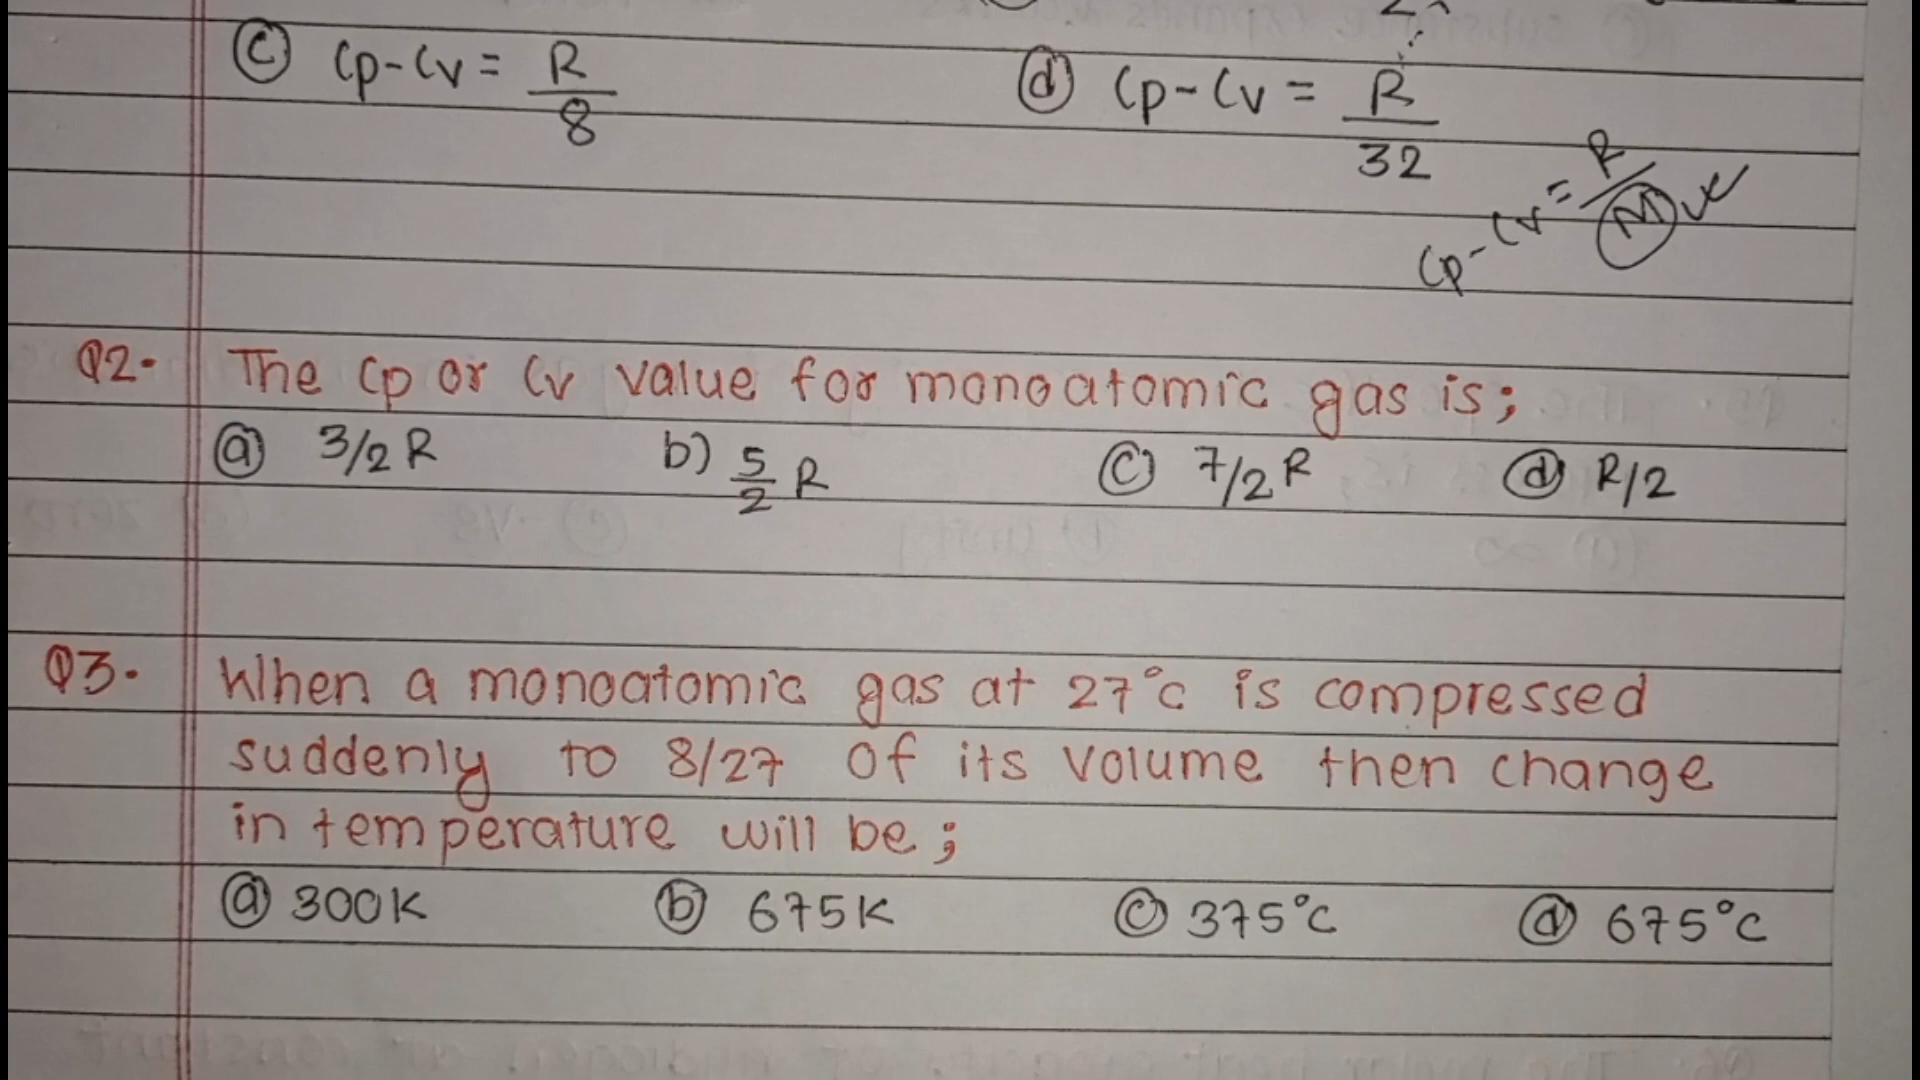 (c) Cp-Cv = R/8 (d) Cp-Cv = R/32
Cp-Cv = R/M
Q2. The Cp or Cv value for monoatomic gas is;
(a) 3/2 R b) 5/2 R (c) 7/2 R (d) R/2
Q3. When a monoatomic gas at 27°C is compressed
suddenly to 8/27 of its volume then change
in temperature will be;
(a) 300K (b) 675K (c) 375°C (d) 675°C